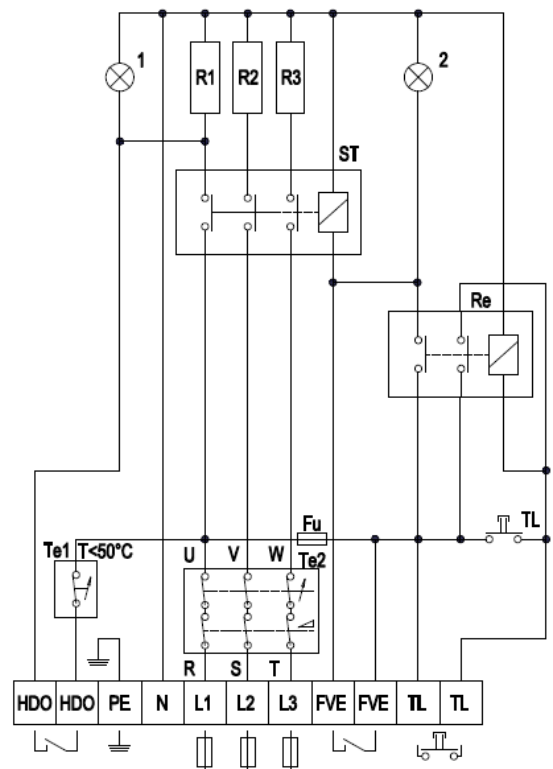 1
2
R1 R2 R3
ST
Re
Fu
TL
Te1 T<50°C
U V W
Te2
R S T
HDO HDO PE N L1 L2 L3 FVE FVE TL TL